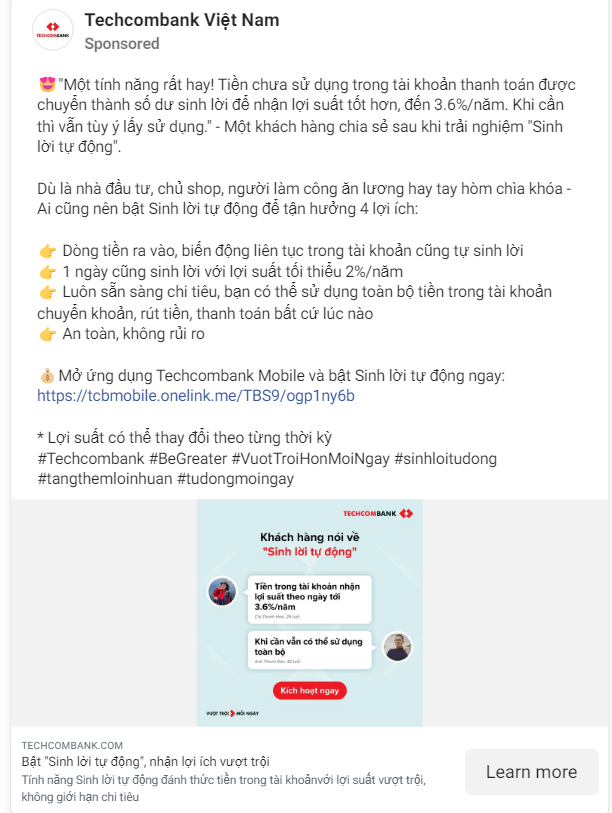 TECHCOMBANK
Techcombank Việt Nam
Sponsored
😍"Một tính năng rất hay! Tiền chưa sử dụng trong tài khoản thanh toán được
chuyển thành số dư sinh lời để nhận lợi suất tốt hơn, đến 3.6%/năm. Khi cần
thì vẫn tùy ý lấy sử dụng." - Một khách hàng chia sẻ sau khi trải nghiệm "Sinh
lời tự động".
Dù là nhà đầu tư, chủ shop, người làm công ăn lương hay tay hòm chìa khóa -
Ai cũng nên bật Sinh lời tự động để tận hưởng 4 lợi ích:
👉 Dòng tiền ra vào, biến động liên tục trong tài khoản cũng tự sinh lời
👉 1 ngày cũng sinh lời với lợi suất tối thiểu 2%/năm
👉 Luôn sẵn sàng chi tiêu, bạn có thể sử dụng toàn bộ tiền trong tài khoản
chuyển khoản, rút tiền, thanh toán bất cứ lúc nào
👉 An toàn, không rủi ro
💰Mở ứng dụng Techcombank Mobile và bật Sinh lời tự động ngay:
https://tcbmobile.onelink.me/TBS9/ogp1ny6b
* Lợi suất có thể thay đổi theo từng thời kỳ
#Techcombank #BeGreater #VuotTroiHonMoiNgay #sinhloitudong
#tangthemloinhuan #tudongmoingay
TECHCOMBANK
Khách hàng nói về
"Sinh lời tự động"
Tiền trong tài khoản nhận
lợi suất theo ngày tới
3.6%/năm
Khi cần vẫn có thể sử dụng
toàn bộ
Kích hoạt ngay
VƯỢT TRỘI MỖI NGÀY
TECHCOMBANK.COM
Bật "Sinh lời tự động", nhận lợi ích vượt trội
Tính năng Sinh lời tự động đánh thức tiền trong tài khoảnvới lợi suất vượt trội,
không giới hạn chi tiêu
Learn more